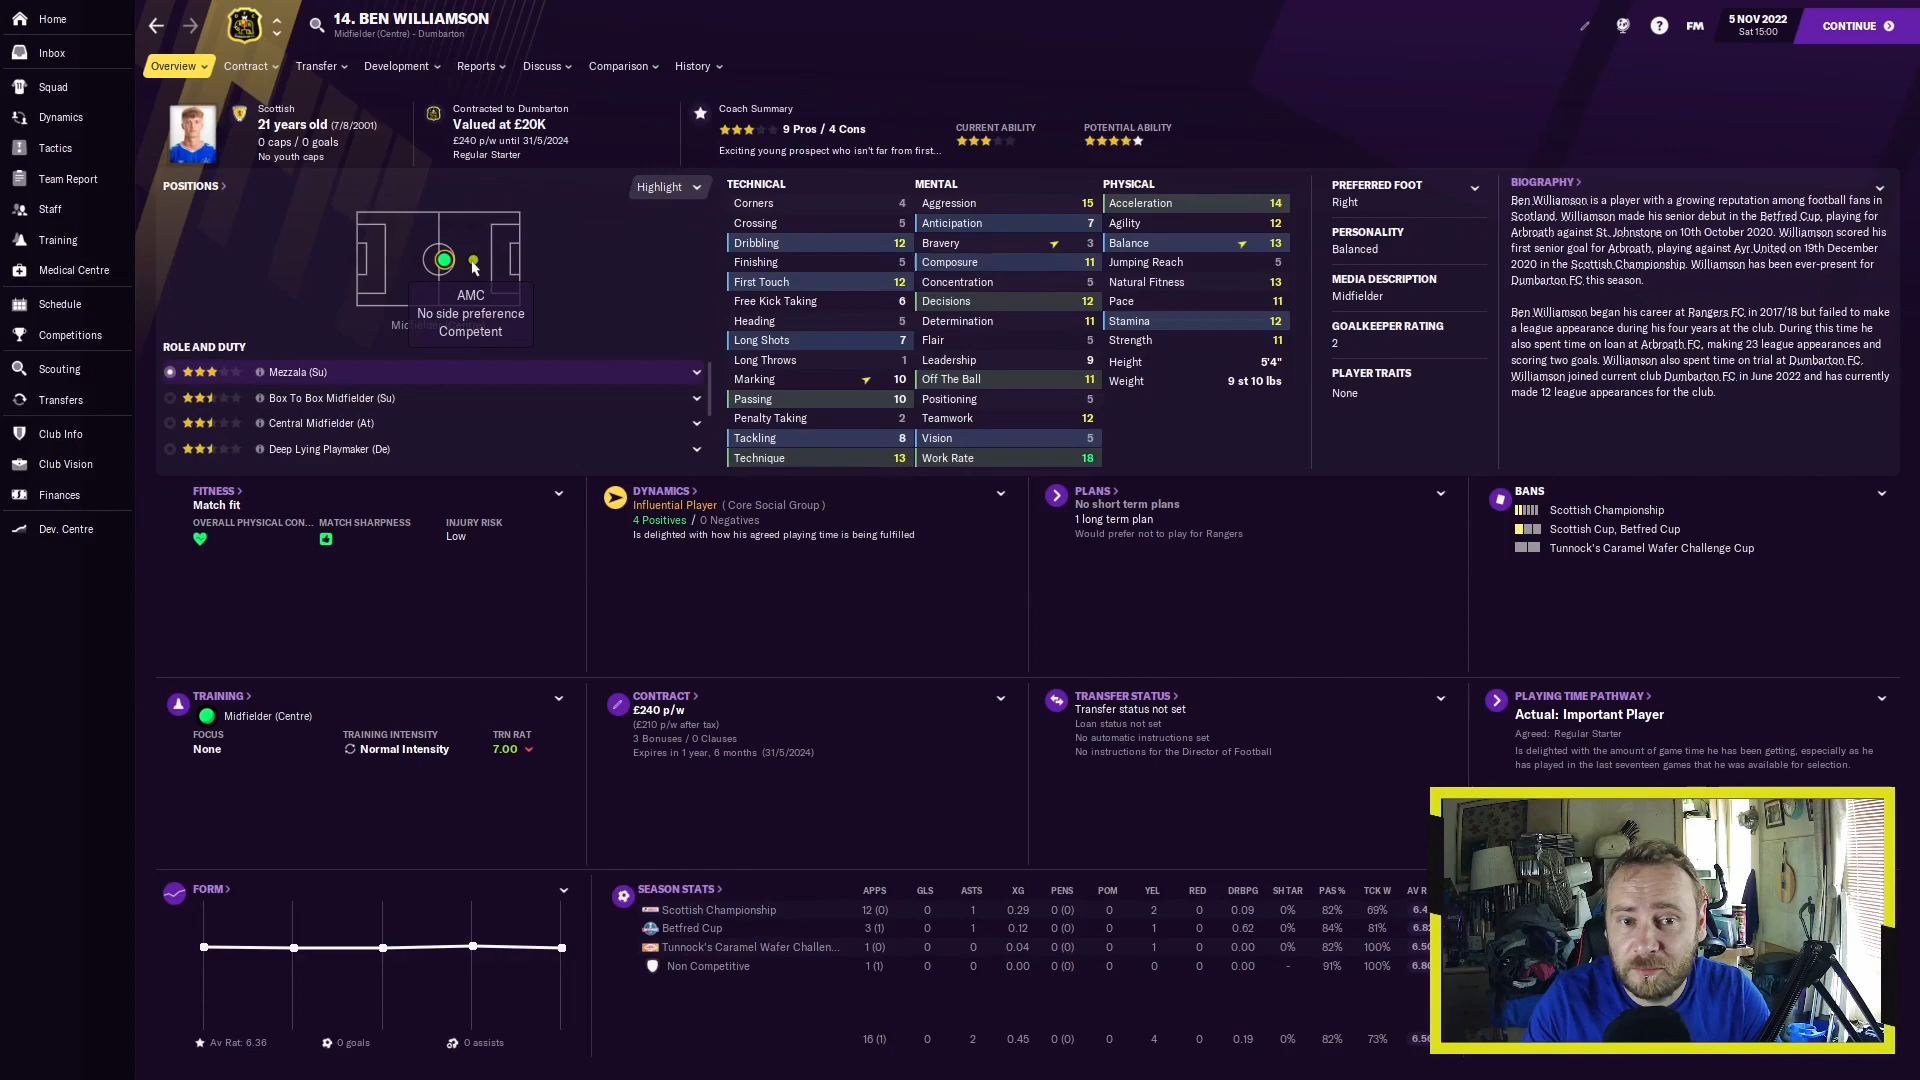 Home
Inbox
Squad
Dynamics
Tactics
Team Report
Staff
Training
Medical Centre
Schedule
Competitions
Scouting
Transfers
Club Info
Club Vision
Finances
Dev. Centre
14. BEN WILLIAMSON
Midfielder (Centre) - Dumbarton
FM
5 NOV 2022
Sat 15:00
CONTINUE
Overview
Contract
Transfer
Development
Reports
Discuss
Comparison
History
Scottish
21 years old (7/8/2001)
0 caps / 0 goals
No youth caps
Contracted to Dumbarton
Valued at £20K
£240 p/w until 31/5/2024
Regular Starter
Coach Summary
9 Pros / 4 Cons
Exciting young prospect who isn't far from first...
CURRENT ABILITY
POTENTIAL ABILITY
POSITIONS
Highlight
AMC
No side preference
Competent
ROLE AND DUTY
Mezzala (Su)
Box To Box Midfielder (Su)
Central Midfielder (At)
Deep Lying Playmaker (De)
TECHNICAL
Corners 4
Crossing 5
Dribbling 12
Finishing 5
First Touch 12
Free Kick Taking 6
Heading 5
Long Shots 7
Long Throws 1
Marking 10
Passing 10
Penalty Taking 2
Tackling 8
Technique 13
MENTAL
Aggression 15
Anticipation 7
Bravery 3
Composure 11
Concentration 5
Decisions 12
Determination 11
Flair 5
Leadership 9
Off The Ball 11
Positioning 5
Teamwork 12
Vision 5
Work Rate 18
PHYSICAL
Acceleration 14
Agility 12
Balance 13
Jumping Reach 5
Natural Fitness 13
Pace 11
Stamina 12
Strength 11
Height 5'4"
Weight 9 st 10 lbs
PREFERRED FOOT
Right
PERSONALITY
Balanced
MEDIA DESCRIPTION
Midfielder
GOALKEEPER RATING
2
PLAYER TRAITS
None
BIOGRAPHY
Ben Williamson is a player with a growing reputation among football fans in
Scotland, Williamson made his senior debut in the Betfred Cup, playing for
Arbroath against St. Johnstone on 10th October 2020. Williamson scored his
first senior goal for Arbroath, playing against Ayr United on 19th December
2020 in the Scottish Championship. Williamson has been ever-present for
Dumbarton FC this season.
Ben Williamson began his career at Rangers FC in 2017/18 but failed to make
a league appearance during his four years at the club. During this time he
also spent time on loan at Arbroath FC, making 23 league appearances and
scoring two goals. Williamson also spent time on trial at Dumbarton FC.
Williamson joined current club Dumbarton FC in June 2022 and has currently
made 12 league appearances for the club.
FITNESS
Match fit
OVERALL PHYSICAL CON... MATCH SHARPNESS INJURY RISK
Low
DYNAMICS
Influential Player ( Core Social Group )
4 Positives / 0 Negatives
Is delighted with how his agreed playing time is being fulfilled
PLANS
No short term plans
1 long term plan
Would prefer not to play for Rangers
BANS
Scottish Championship
Scottish Cup, Betfred Cup
Tunnock's Caramel Wafer Challenge Cup
TRAINING
Midfielder (Centre)
FOCUS TRAINING INTENSITY TRN RAT
None Normal Intensity 7.00
CONTRACT
£240 p/w
(£210 p/w after tax)
3 Bonuses / 0 Clauses
Expires in 1 year, 6 months (31/5/2024)
TRANSFER STATUS
Transfer status not set
Loan status not set
No automatic instructions set
No instructions for the Director of Football
PLAYING TIME PATHWAY
Actual: Important Player
Agreed: Regular Starter
Is delighted with the amount of game time he has been getting, especially as he
has played in the last seventeen games that he was available for selection.
FORM
Av Rat: 6.36 0 goals 0 assists
SEASON STATS APPS GLS ASTS XG PENS POM YEL RED DRBPG SH TAR PAS % TCK W AV R
Scottish Championship 12 (0) 0 1 0.29 0 (0) 0 2 0 0.09 0% 82% 69% 6.4
Betfred Cup 3 (1) 0 1 0.12 0 (0) 0 1 0 0.62 0% 84% 81% 6.8
Tunnock's Caramel Wafer Challen... 1 (0) 0 0 0.04 0 (0) 0 1 0 0.00 0% 82% 100% 6.5
Non Competitive 1 (1) 0 0 0.00 0 (0) 0 0 0 0.00 - 91% 100% 6.8
16 (1) 0 2 0.45 0 (0) 0 4 0 0.19 0% 82% 73% 6.5